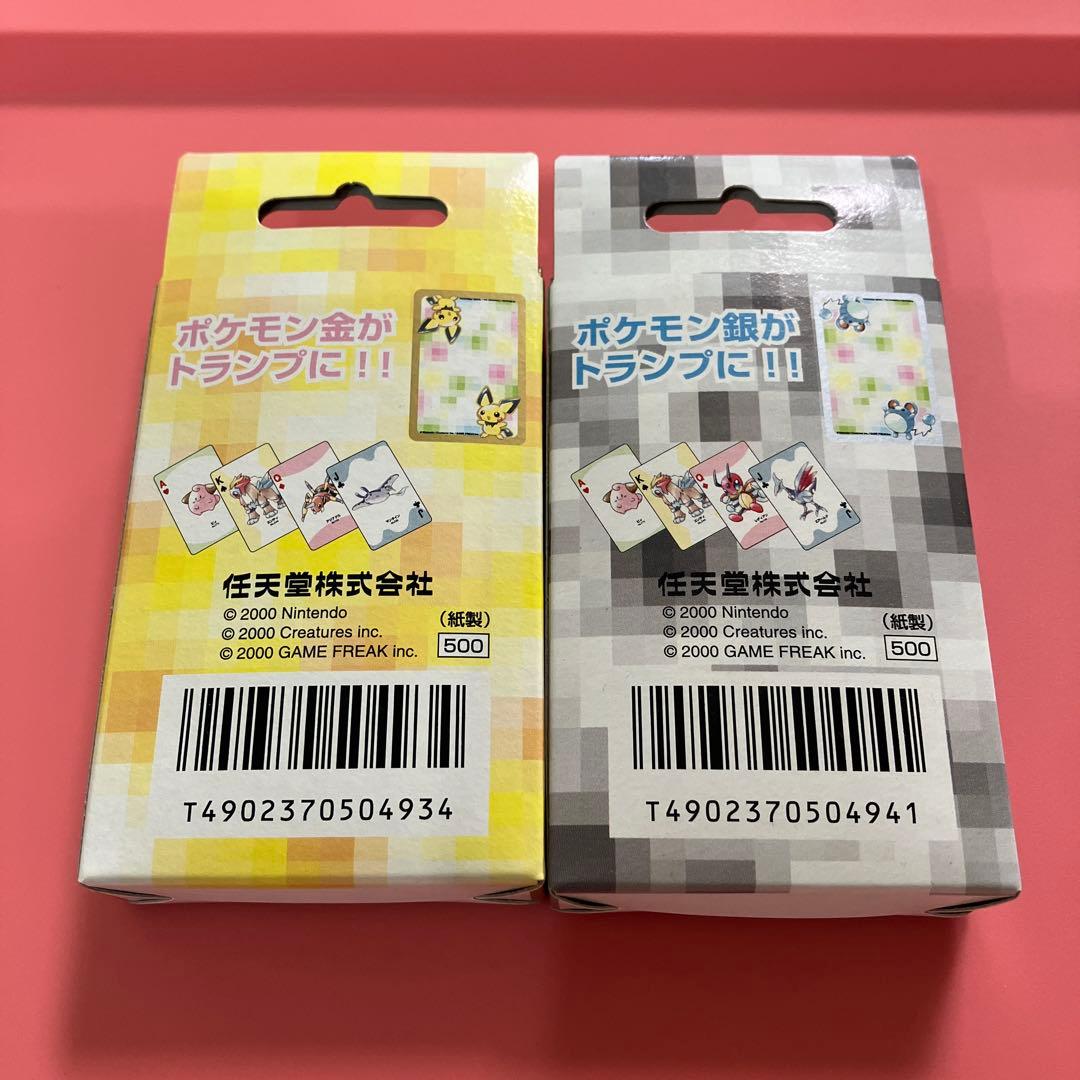 ポケモン金が
トランプに!!
A
K
Q
J
任天堂株式会社
© 2000 Nintendo
© 2000 Creatures inc.
© 2000 GAME FREAK inc.
(紙製)
500
T4902370504934
ポケモン銀が
トランプに!!
A
K
Q
J
J
任天堂株式会社
© 2000 Nintendo
© 2000 Creatures inc.
© 2000 GAME FREAK inc.
(紙製)
500
T4902370504941